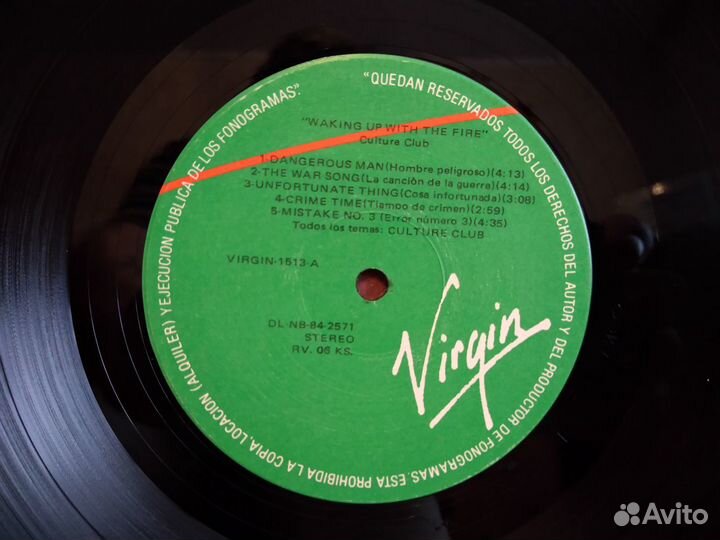 "QUEDAN RESERVADOS TODOS LOS DERECHOS DEL AUTOR Y DEL PRODUCTOR DE FONOGRAMAS. ESTA PROHIBIDA LA COPIA, LOCACION (ALQUILER) Y EJECUCION PUBLICA DE LOS FONOGRAMAS".
"WAKING UP WITH THE FIRE"
Culture Club
1-DANGEROUS MAN(Hombre peligroso)(4:13)
2-THE WAR SONG(La canción de la guerra)(4:14)
3-UNFORTUNATE THING(Cosa infortunada)(3:08)
4-CRIME TIME(Tiempo de crimen)(2:59)
5-MISTAKE NO. 3 (Error número 3)(4:35)
Todos los temas: CULTURE CLUB
VIRGIN-1513-A
DL-NB-84-2571
STEREO
RV. 06 KS.
Virgin
Avito